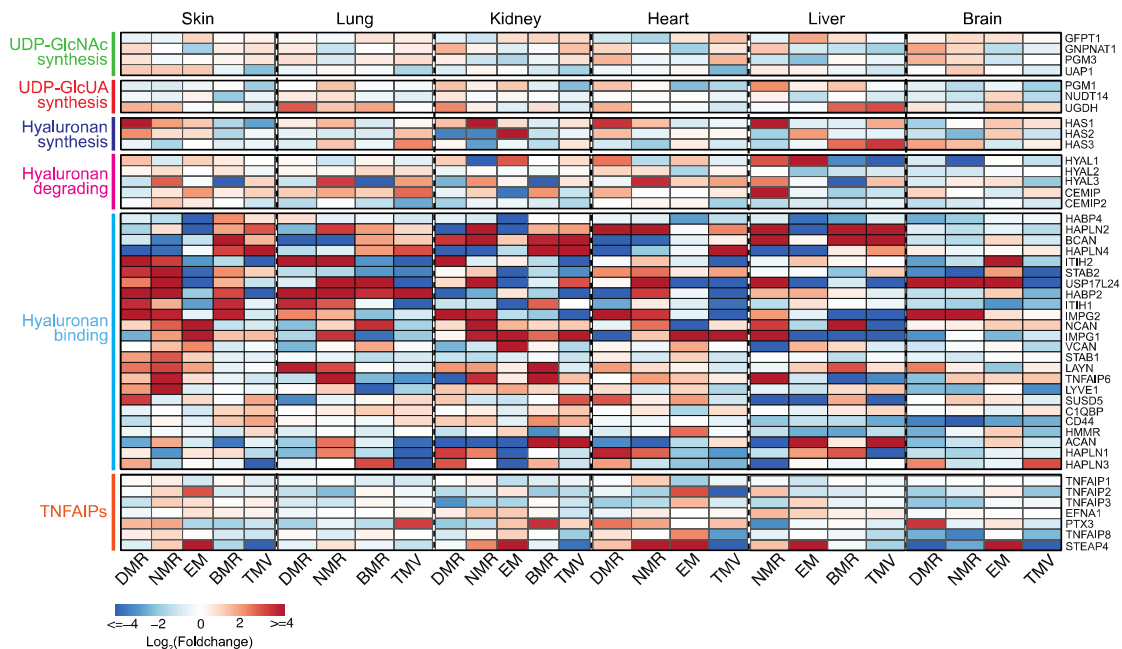 Skin Lung Kidney Heart Liver Brain
UDP-GlcNAc
synthesis
GFPT1
GNPNAT1
PGM3
UAP1
UDP-GlcUA
synthesis
PGM1
NUDT14
UGDH
Hyaluronan
synthesis
HAS1
HAS2
HAS3
Hyaluronan
degrading
HYAL1
HYAL2
HYAL3
CEMIP
CEMIP2
Hyaluronan
binding
HABP4
HAPLN2
BCAN
HAPLN4
ITIH2
STAB2
USP17L24
HABP2
ITIH1
IMPG2
NCAN
IMPG1
VCAN
STAB1
LAYN
TNFAIP6
LYVE1
SUSD5
C1QBP
CD44
HMMR
ACAN
HAPLN1
HAPLN3
TNFAIPs
TNFAIP1
TNFAIP2
TNFAIP3
EFNA1
PTX3
TNFAIP8
STEAP4
DMR NMR EM BMR TMV DMR NMR BMR TMV DMR NMR EM BMR TMV DMR NMR EM TMV NMR EM BMR TMV DMR NMR EM TMV
<=−4 −2 0 2 >=4
Log2(Foldchange)